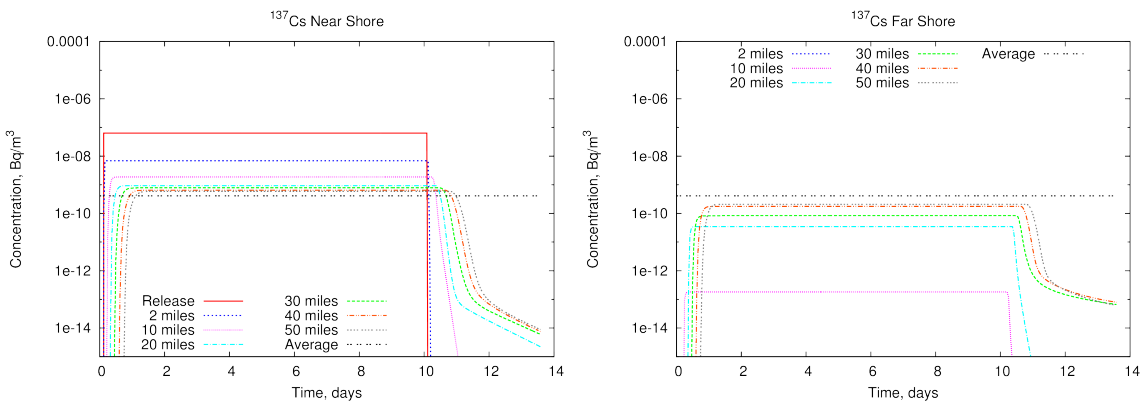 ¹³⁷Cs Near Shore
0.0001
1e-06
1e-08
1e-10
1e-12
1e-14
Concentration, Bq/m³
Release
2 miles
10 miles
20 miles
30 miles
40 miles
50 miles
Average
0 2 4 6 8 10 12 14
Time, days
¹³⁷Cs Far Shore
0.0001
1e-06
1e-08
1e-10
1e-12
1e-14
Concentration, Bq/m³
2 miles
10 miles
20 miles
30 miles
40 miles
50 miles
Average
0 2 4 6 8 10 12 14
Time, days